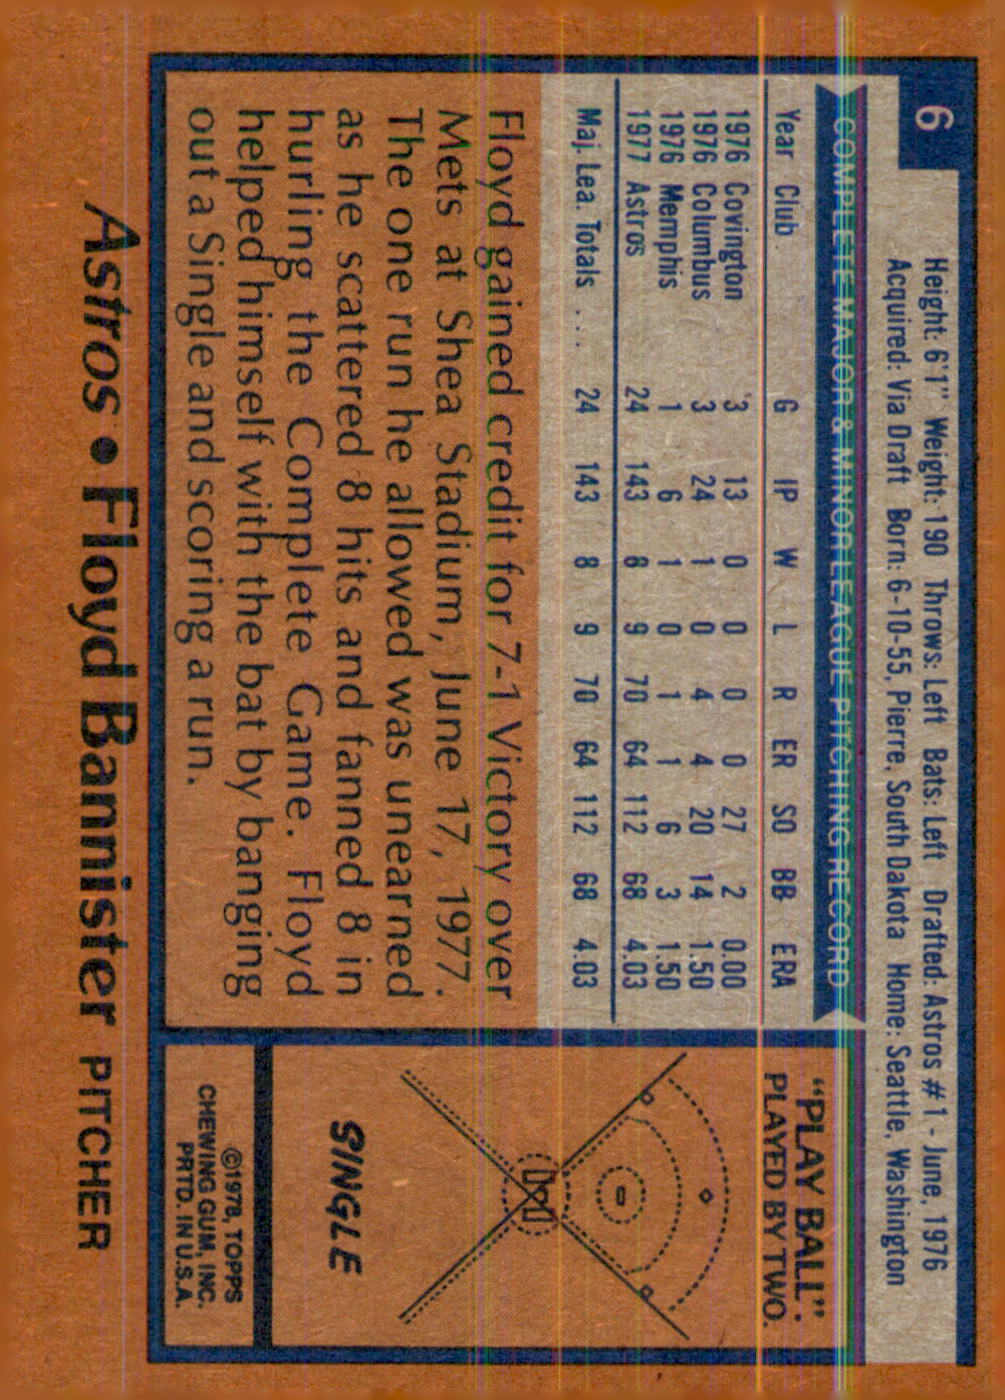 6
Height: 6'1" Weight: 190 Throws: Left Bats: Left Drafted: Astros #1 - June, 1976
Acquired: Via Draft Born: 6-10-55, Pierre, South Dakota Home: Seattle, Washington
COMPLETE MAJOR & MINOR LEAGUE PITCHING RECORD
Year Club G IP W L R ER SO BB ERA
1976 Covington 3 13 0 0 0 0 27 2 0.00
1976 Columbus 3 24 1 0 4 4 20 14 1.50
1976 Memphis 1 6 1 0 1 1 6 3 1.50
1977 Astros 24 143 8 9 70 64 112 68 4.03
Maj. Lea. Totals . . . 24 143 8 9 70 64 112 68 4.03
Floyd gained credit for 7-1 Victory over
Mets at Shea Stadium, June 17, 1977.
The one run he allowed was unearned
as he scattered 8 hits and fanned 8 in
hurling the Complete Game. Floyd
helped himself with the bat by banging
out a Single and scoring a run.
"PLAY BALL"
PLAYED BY TWO.
SINGLE
©1978, TOPPS
CHEWING GUM, INC.
PRTD. IN U.S.A.
Astros • Floyd Bannister PITCHER